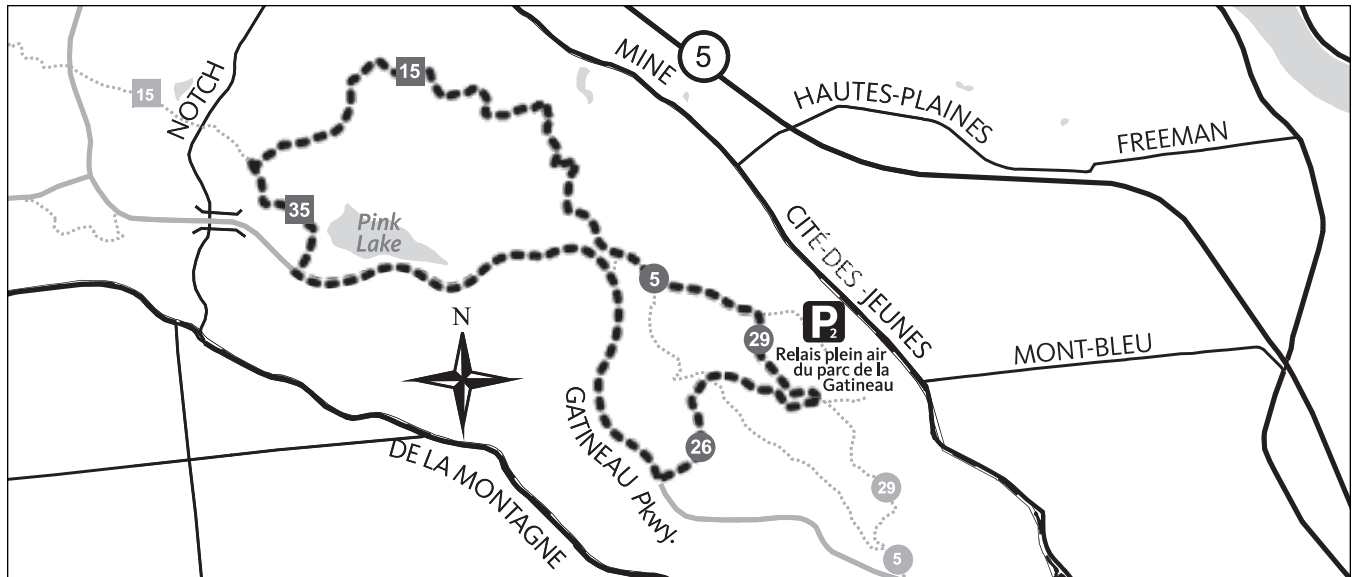 5
MINE
15
15
NOTCH
HAUTES-PLAINES
FREEMAN
35
Pink
Lake
CITÉ-DES-JEUNES
5
N
P2
29
Relais plein air
du parc de la
Gatineau
MONT-BLEU
GATINEAU Pkwy.
26
DE LA MONTAGNE
29
5